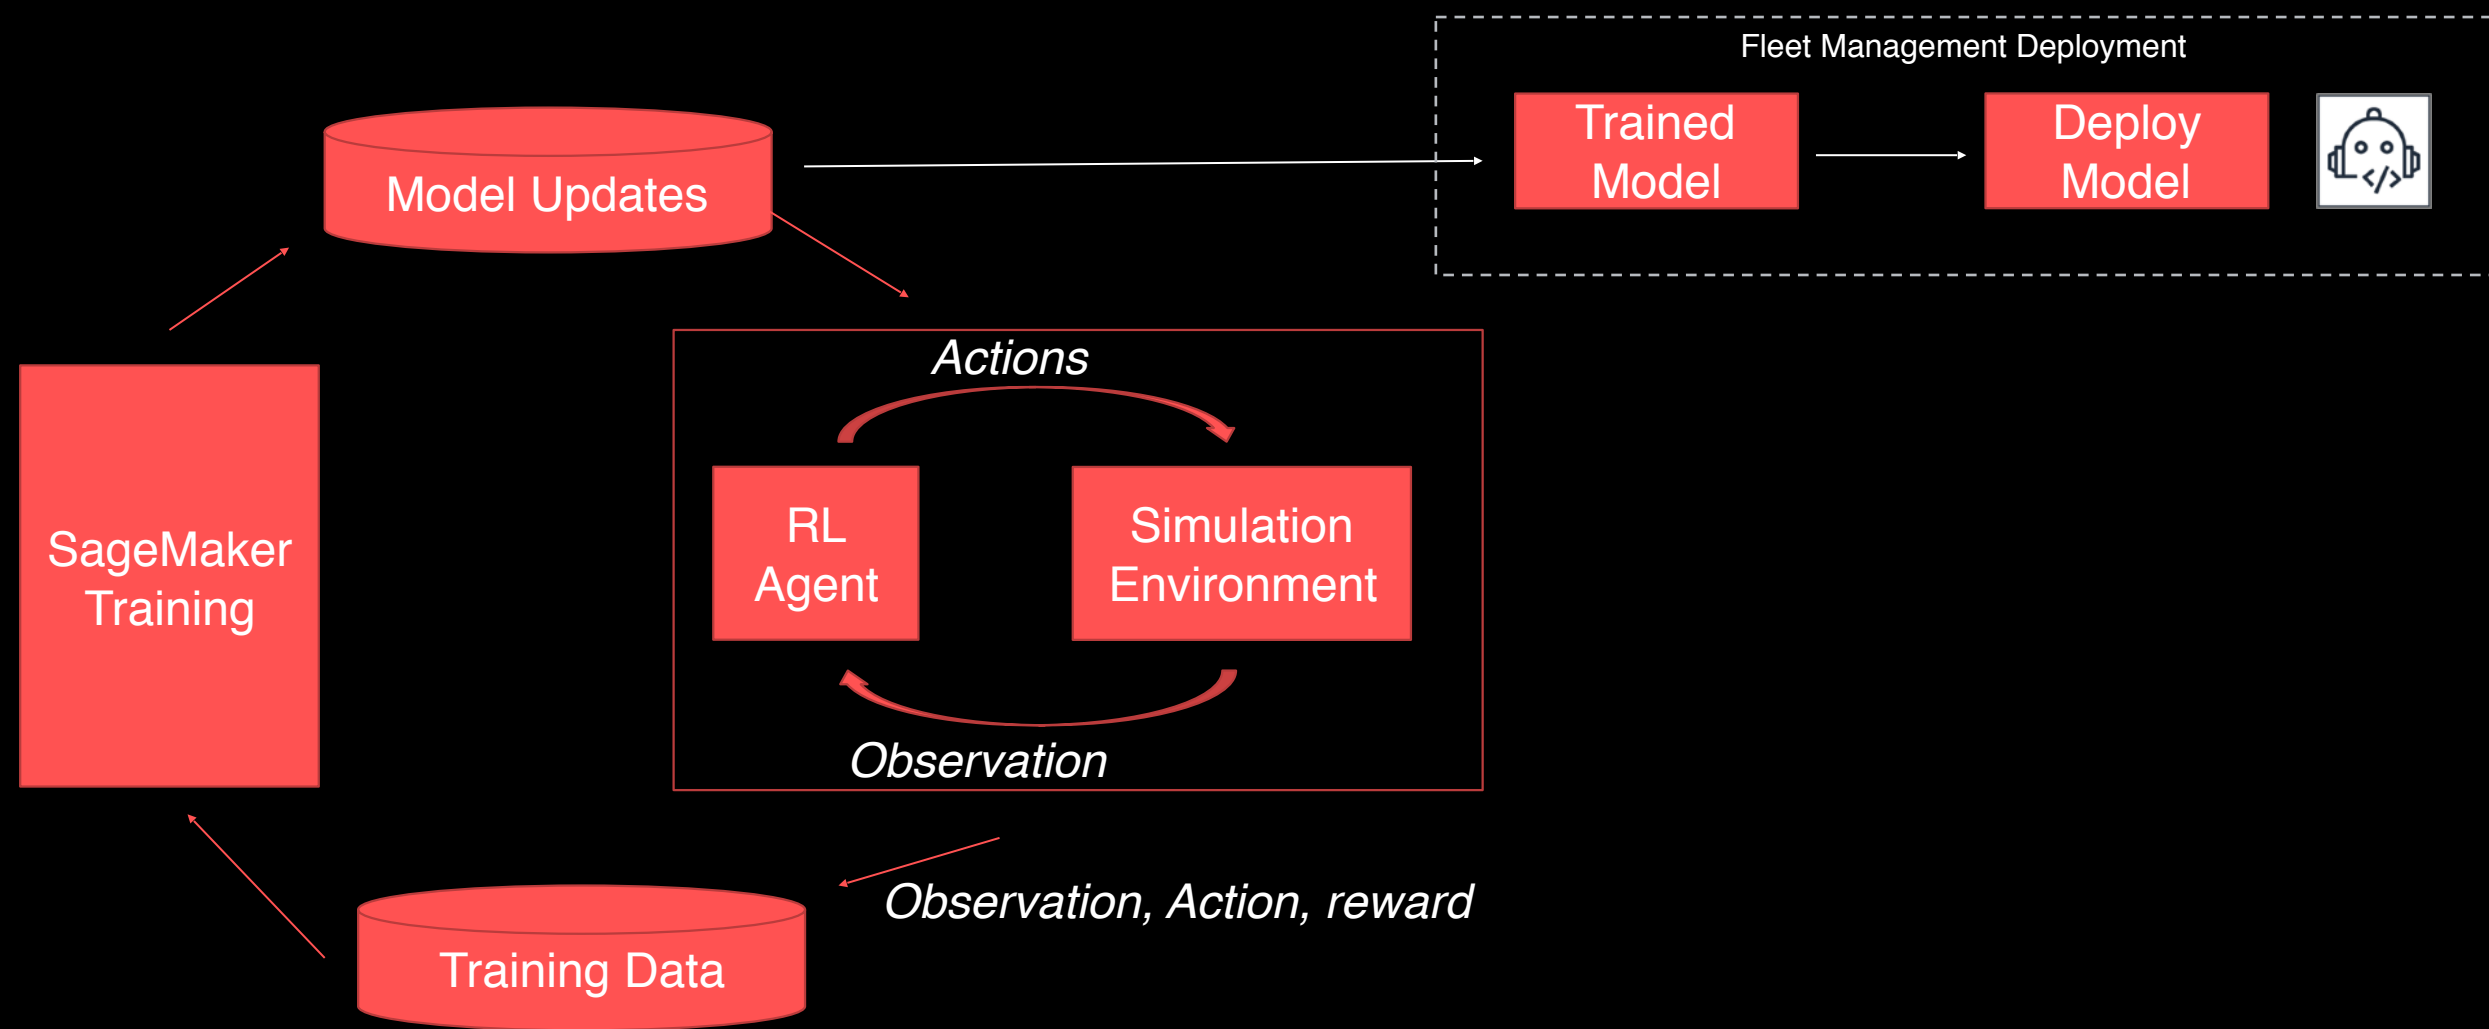 Fleet Management Deployment
Trained
Model
Deploy
Model
</>
Model Updates
Actions
RL
Agent
Simulation
Environment
SageMaker
Training
Observation
Observation, Action, reward
Training Data